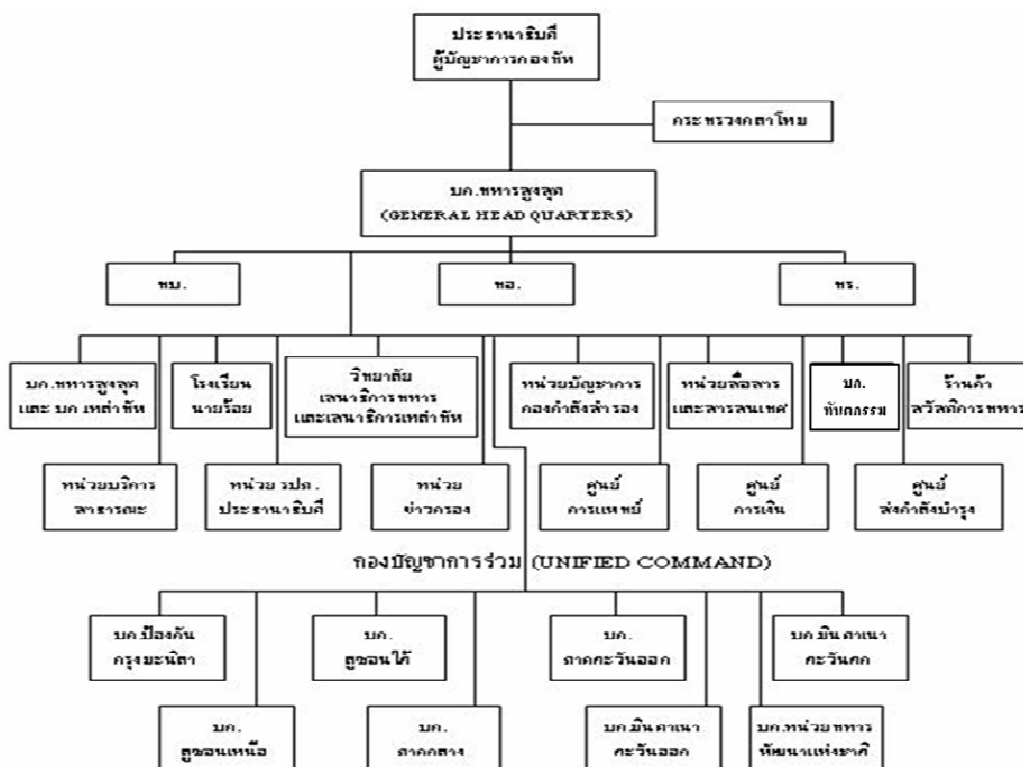 ประธานาธิบดี
ผู้บัญชาการกองทัพ
กระทรวงกลาโหม
บก.ทหารสูงสุด
(GENERAL HEAD QUARTERS)
ทบ.
ทอ.
ทร.
บก.ทหารสูงสุด
และ บก.เหล่าทัพ
โรงเรียน
นายร้อย
วิทยาลัย
เสนาธิการทหาร
และเสนาธิการเหล่าทัพ
หน่วยบัญชาการ
กองกำลังสำรอง
หน่วยสื่อสาร
และสารสนเทศ
บก.
ทันตกรรม
ร้านค้า
สวัสดิการทหาร
หน่วยบริการ
สาธารณะ
หน่วย รปภ.
ประธานาธิบดี
หน่วย
ข่าวกรอง
ศูนย์
การแพทย์
ศูนย์
การเงิน
ศูนย์
ส่งกำลังบำรุง
กองบัญชาการร่วม (UNIFIED COMMAND)
บก.ป้องกัน
กรุงมะนิลา
บก.
ลูซอนใต้
บก.
ภาคตะวันออก
บก.มินดาเนา
ตะวันตก
บก.
ลูซอนเหนือ
บก.
ภาคกลาง
บก.มินดาเนา
ตะวันออก
บก.หน่วยทหาร
พัฒนาแห่งชาติ